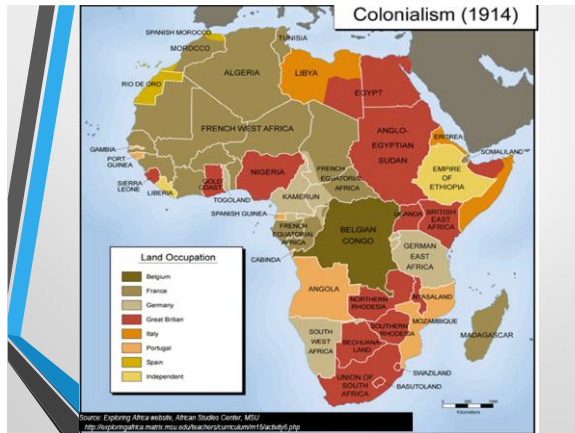 Colonialism (1914)
SPANISH MOROCCO
TUNISIA
MOROCCO
ALGERIA
LIBYA
EGYPT
RIO DE ORO
FRENCH WEST AFRICA
ANGLO-
EGYPTIAN
SUDAN
ERITREA
SOMALILAND
GAMBIA
PORT
GUINEA
SIERRA
LEONE
LIBERIA
GOLD
COAST
TOGOLAND
NIGERIA
KAMERUN
FRENCH
EQUATORIAL
AFRICA
EMPIRE
OF
ETHIOPIA
SPANISH GUINEA
FRENCH
EQUATORIAL
AFRICA
CABINDA
BELGIAN
CONGO
UGANDA
BRITISH
EAST
AFRICA
GERMAN
EAST
AFRICA
ANGOLA
NORTHERN
RHODESIA
NYASALAND
MOZAMBIQUE
SOUTH
WEST
AFRICA
BECHUANA-
LAND
SOUTHERN
RHODESIA
MADAGASCAR
SWAZILAND
BASUTOLAND
UNION OF
SOUTH AFRICA
Land Occupation
Belgium
France
Germany
Great Britian
Italy
Portugal
Spain
Independent
Kilometers
Source: Exploring Africa website, African Studies Center, MSU
http://exploringafrica.matrix.msu.edu/teachers/curriculum/m15/activity6.php